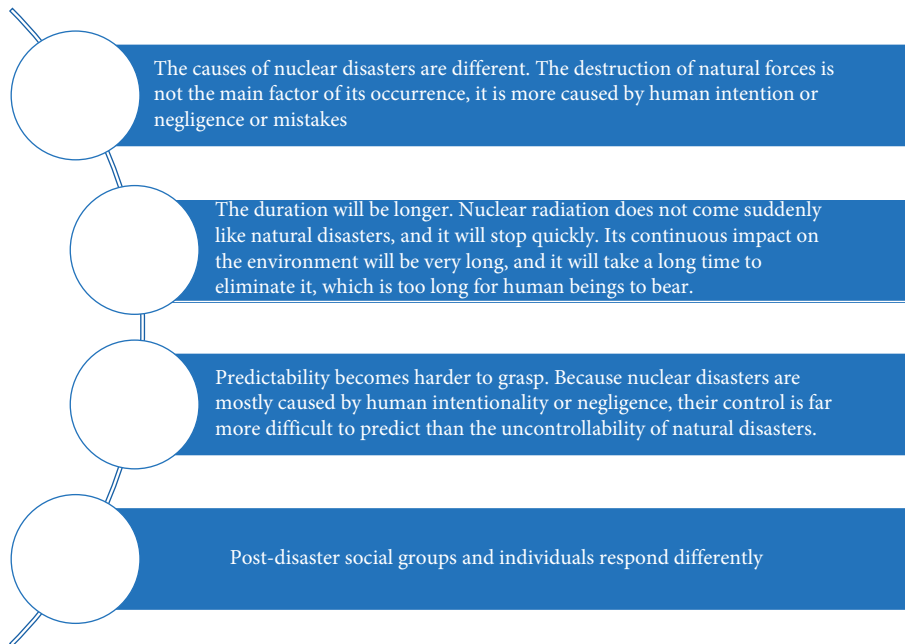 The causes of nuclear disasters are different. The destruction of natural forces is
not the main factor of its occurrence, it is more caused by human intention or
negligence or mistakes
The duration will be longer. Nuclear radiation does not come suddenly
like natural disasters, and it will stop quickly. Its continuous impact on
the environment will be very long, and it will take a long time to
eliminate it, which is too long for human beings to bear.
Predictability becomes harder to grasp. Because nuclear disasters are
mostly caused by human intentionality or negligence, their control is far
more difficult to predict than the uncontrollability of natural disasters.
Post-disaster social groups and individuals respond differently